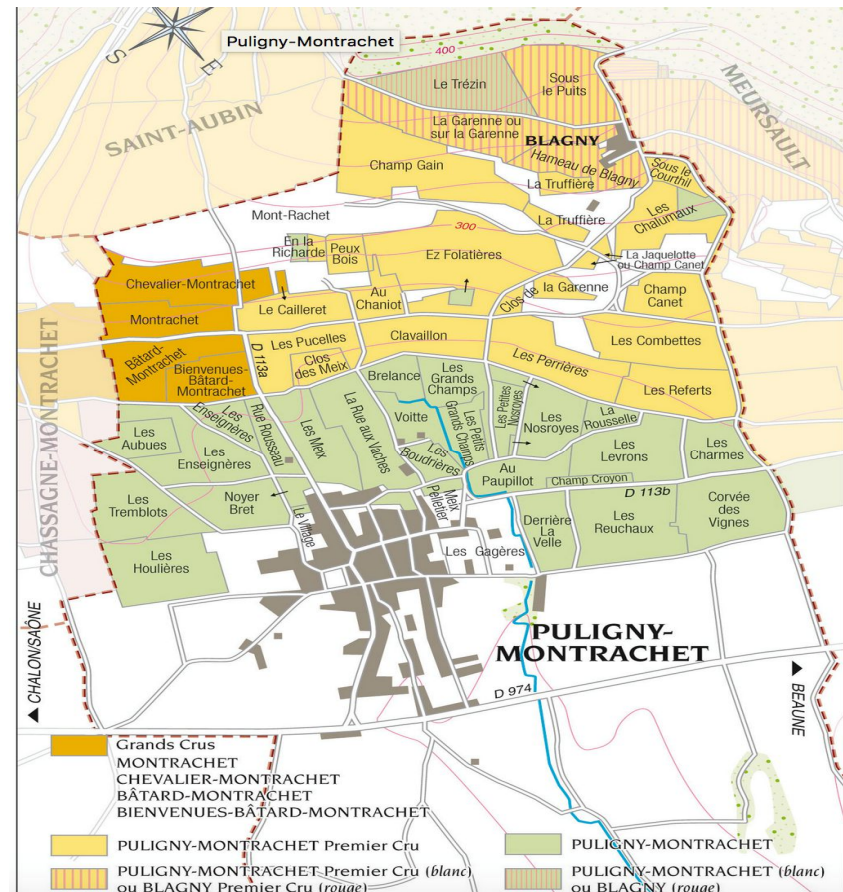 Puligny-Montrachet
S
E
400
Le Trézin
Sous
le Puits
MEURSAULT
SAINT-AUBIN
La Garenne ou
sur la Garenne
BLAGNY
Hameau de Blagny
Champ Gain
Sous le
Courthil
La Truffière
Mont-Rachet
La Truffière
Les
Chalumaux
300
En la
Richarde
Peux
Bois
Ez Folatières
La Jaquelotte
ou Champ Canet
Chevalier-Montrachet
Au
Chaniot
Clos de
la Garenne
Champ
Canet
Le Cailleret
Montrachet
D 113a
Les Pucelles
Clavaillon
Les Combettes
Bâtard-
Montrachet
Clos
des Meix
Les Perrières
Bienvenues-
Bâtard-
Montrachet
Brelance
Les
Grands
Champs
Les Referts
CHASSAGNE-MONTRACHET
Les
Enseignères
Rue Rousseau
Les Meix
La Rue aux Vaches
Voitte
Les Petits
Grands Champs
Les Petites
Nosroyes
Les
Nosroyes
La
Rousselle
Les
Aubues
Les
Enseignères
Les
Boudrières
Les
Levrons
Les
Charmes
Au
Paupillot
Champ Croyon
D 113b
Les
Tremblots
Noyer
Bret
Le Village
Meix
Pelletier
Corvée
des
Vignes
Derrière
La
Velle
Les
Reuchaux
Les Gagères
Les
Houlières
PULIGNY-
MONTRACHET
CHALON/SAÔNE
D 974
BEAUNE
Grands Crus
MONTRACHET
CHEVALIER-MONTRACHET
BÂTARD-MONTRACHET
BIENVENUES-BÂTARD-MONTRACHET
PULIGNY-MONTRACHET Premier Cru
PULIGNY-MONTRACHET
PULIGNY-MONTRACHET Premier Cru (blanc)
ou BLAGNY Premier Cru (rouge)
PULIGNY-MONTRACHET (blanc)
ou BLAGNY (rouge)